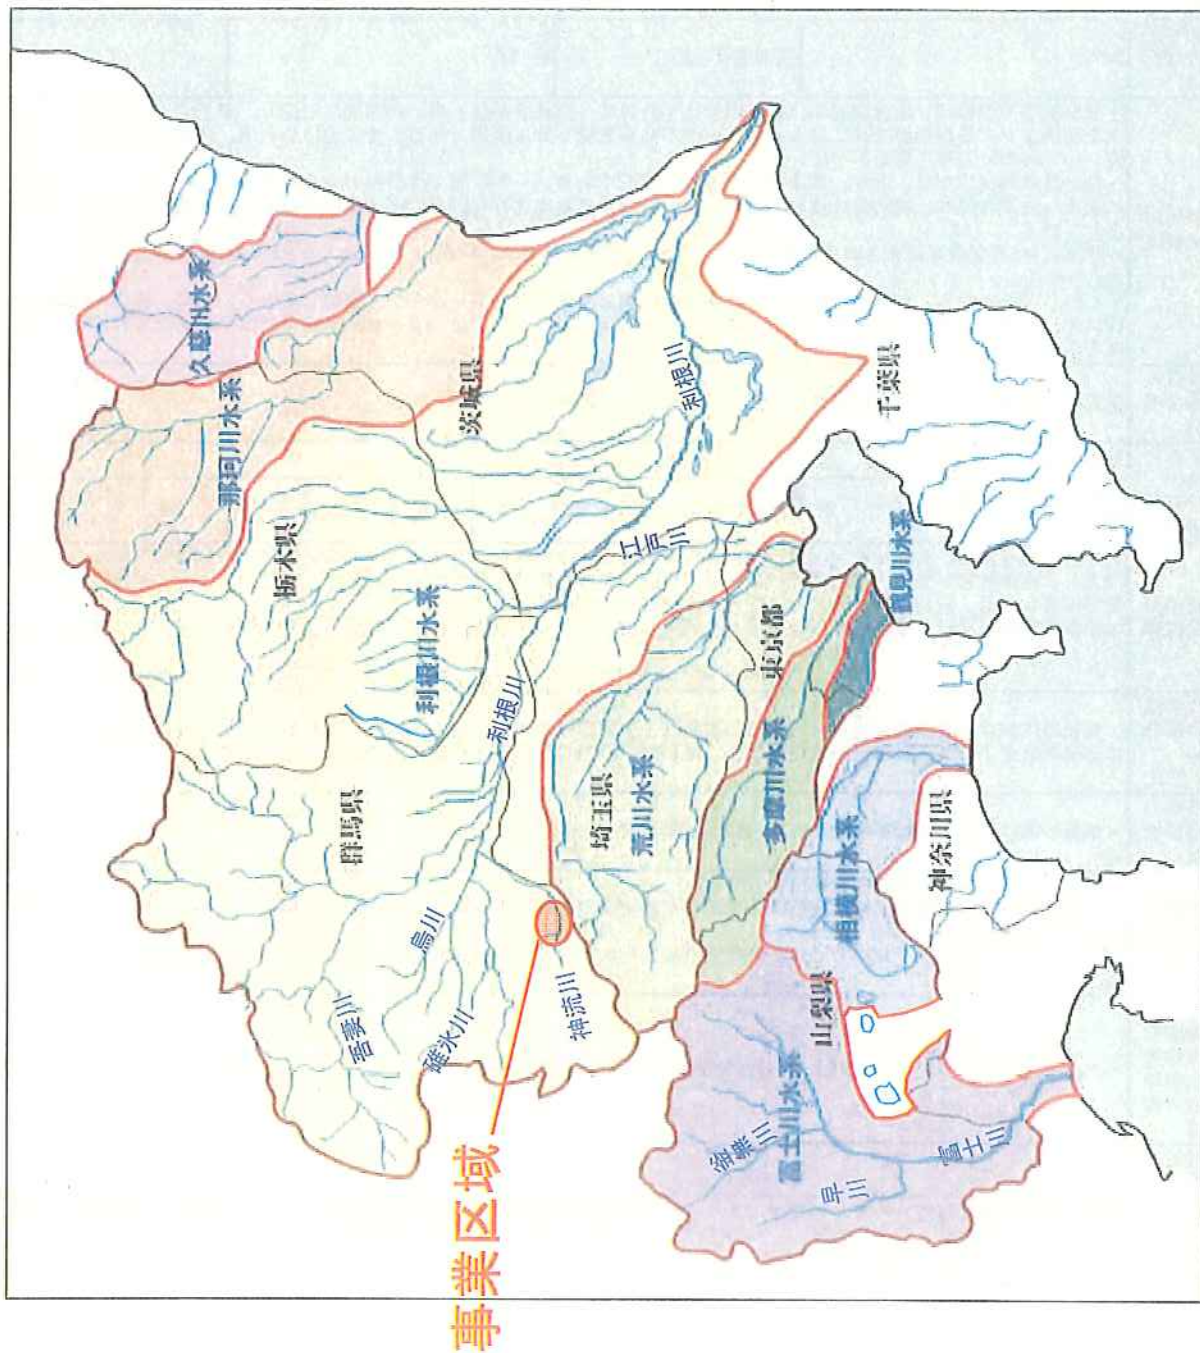 久慈川水系
那珂川水系
茨城県
栃木県
利根川
千葉県
江戸川
利根川水系
利根川
鶴見川水系
東京都
群馬県
埼玉県
荒川水系
多摩川水系
烏川
相模川水系
神奈川県
吾妻川
碓氷川
神流川
山梨県
富士川水系
釜無川
早川
富士川
事業区域